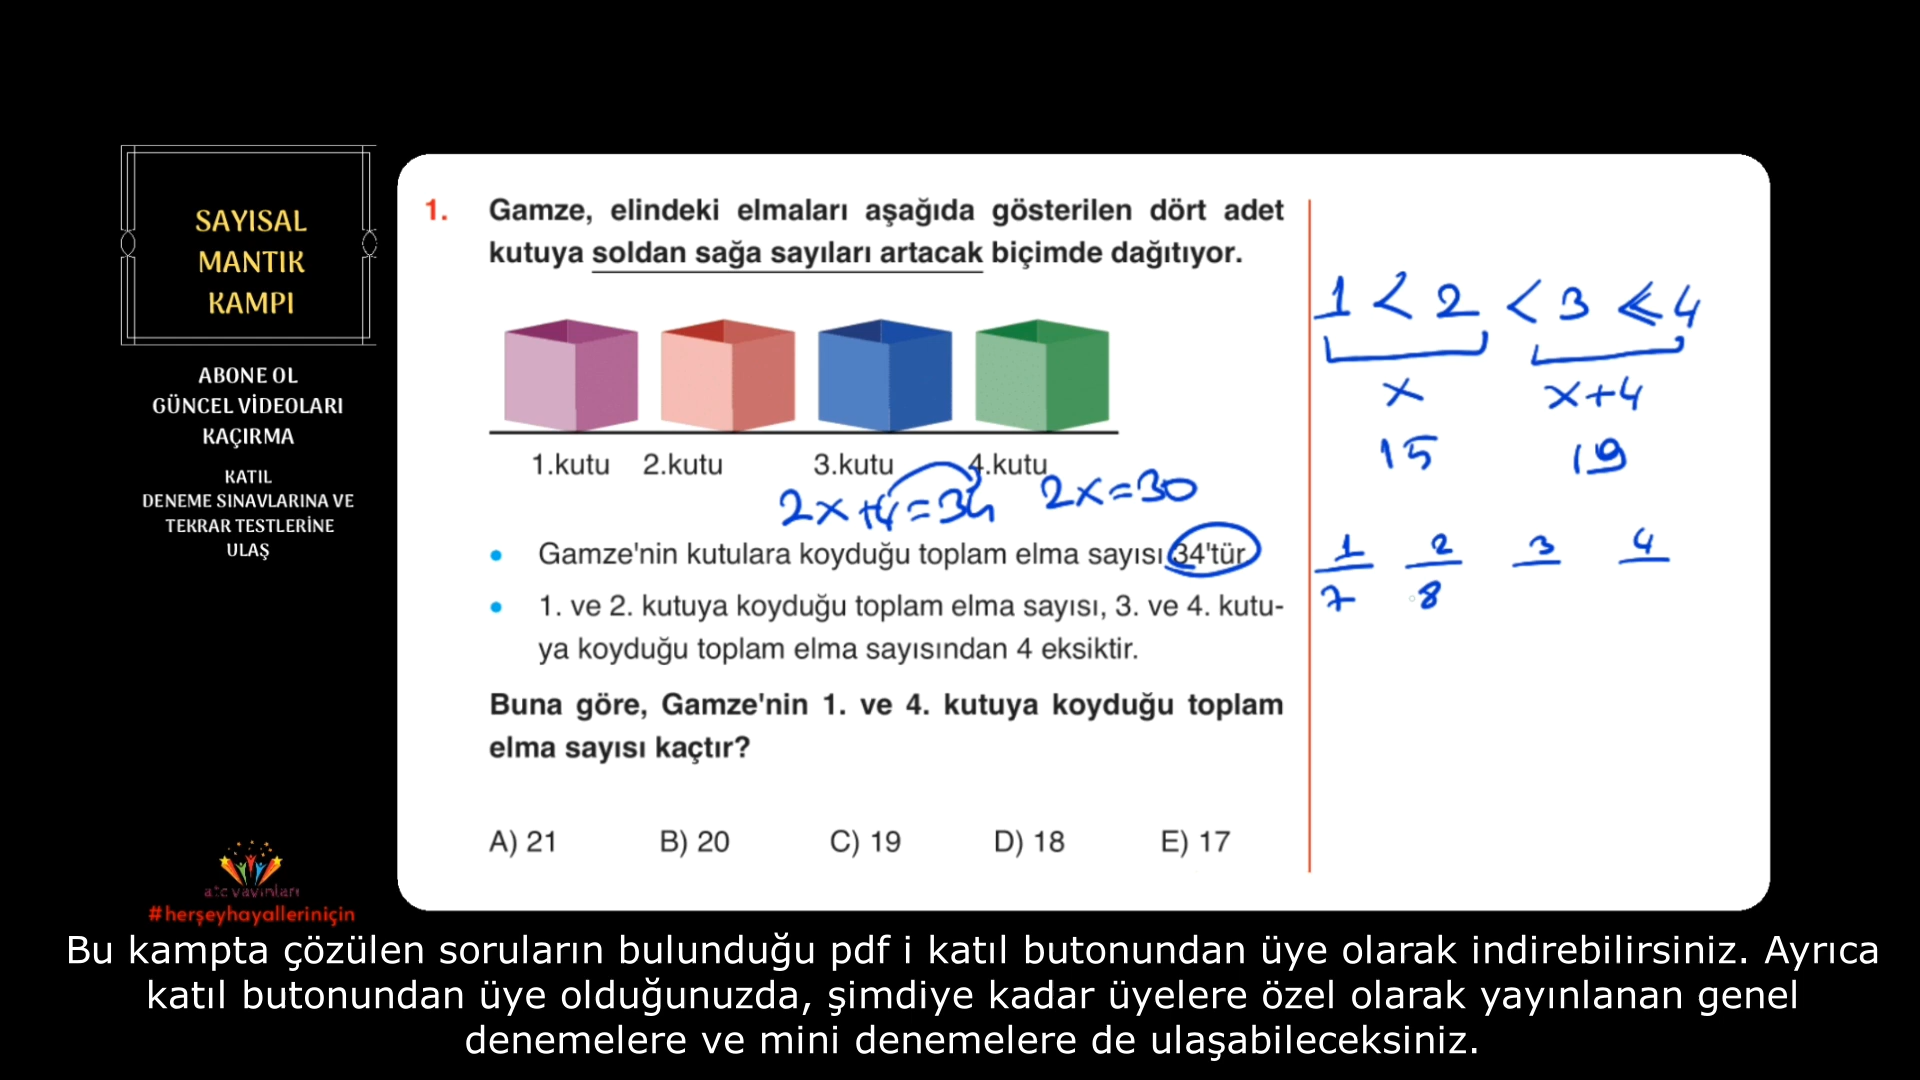 SAYISAL
MANTIK
KAMPI
ABONE OL
GÜNCEL VİDEOLARI
KAÇIRMA
KATIL
DENEME SINAVLARINA VE
TEKRAR TESTLERİNE
ULAŞ
atc yayınları
#herşeyhayalleriniçin
1. Gamze, elindeki elmaları aşağıda gösterilen dört adet
kutuya soldan sağa sayıları artacak biçimde dağıtıyor.
1.kutu 2.kutu 3.kutu 4.kutu
2x+4=34 2x=30
• Gamze'nin kutulara koyduğu toplam elma sayısı 34'tür
• 1. ve 2. kutuya koyduğu toplam elma sayısı, 3. ve 4. kutu-
ya koyduğu toplam elma sayısından 4 eksiktir.
Buna göre, Gamze'nin 1. ve 4. kutuya koyduğu toplam
elma sayısı kaçtır?
A) 21 B) 20 C) 19 D) 18 E) 17
1 < 2 < 3 < 4
x x+4
15 19
1 2 3 4
7 8
Bu kampta çözülen soruların bulunduğu pdf i katıl butonundan üye olarak indirebilirsiniz. Ayrıca
katıl butonundan üye olduğunuzda, şimdiye kadar üyelere özel olarak yayınlanan genel
denemelere ve mini denemelere de ulaşabileceksiniz.